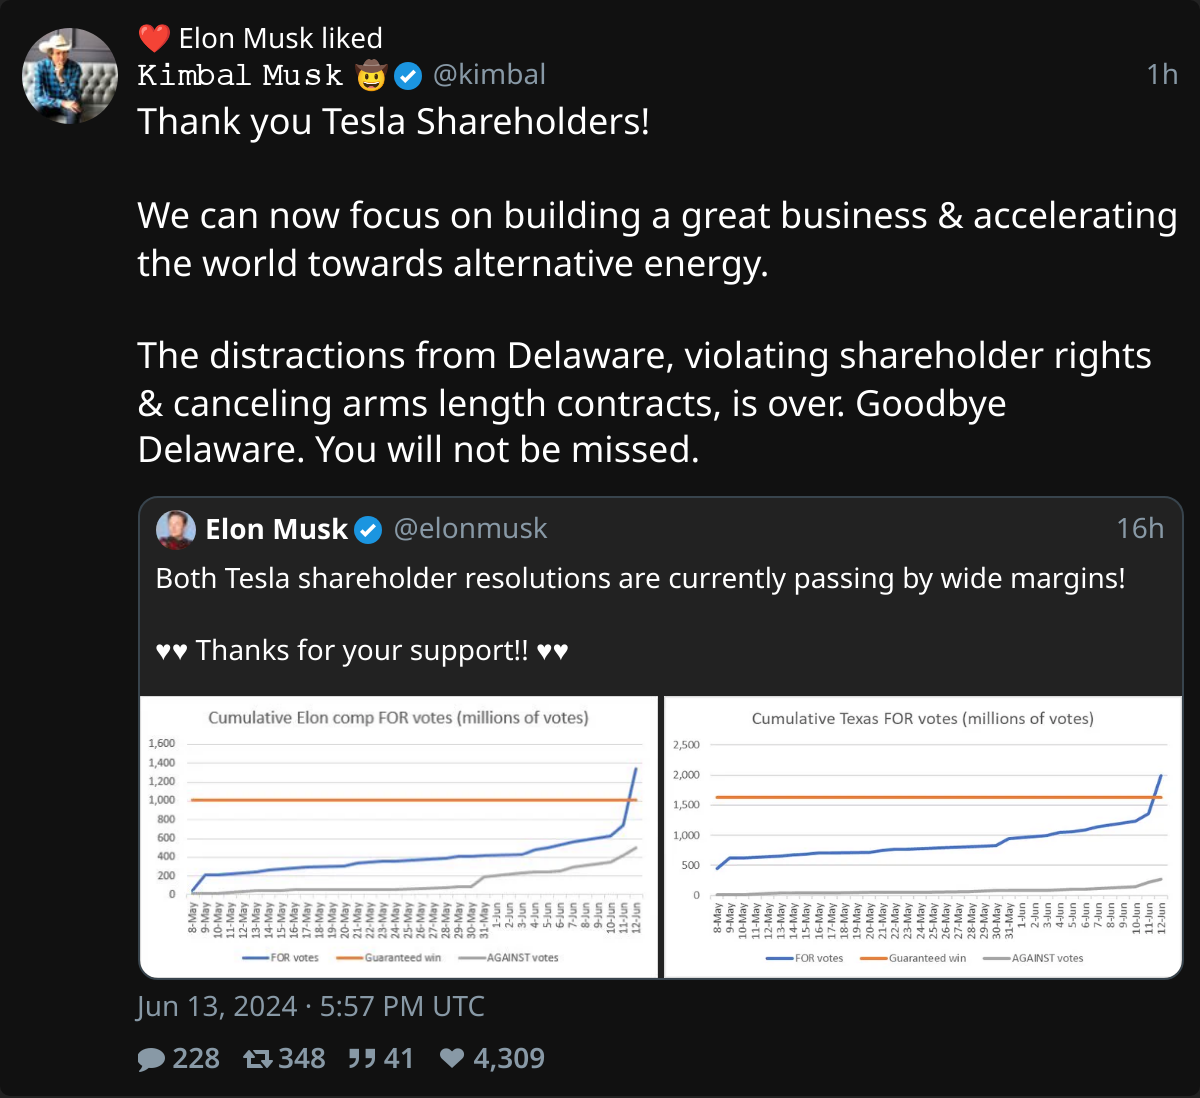 ❤️ Elon Musk liked
Kimbal Musk 🤠 @kimbal 1h
Thank you Tesla Shareholders!
We can now focus on building a great business & accelerating
the world towards alternative energy.
The distractions from Delaware, violating shareholder rights
& canceling arms length contracts, is over. Goodbye
Delaware. You will not be missed.
Elon Musk @elonmusk 16h
Both Tesla shareholder resolutions are currently passing by wide margins!
♥♥ Thanks for your support!! ♥♥
Cumulative Elon comp FOR votes (millions of votes)
1,600
1,400
1,200
1,000
800
600
400
200
0
8-May 9-May 10-May 11-May 12-May 13-May 14-May 15-May 16-May 17-May 18-May 19-May 20-May 21-May 22-May 23-May 24-May 25-May 26-May 27-May 28-May 29-May 30-May 31-May 1-Jun 2-Jun 3-Jun 4-Jun 5-Jun 6-Jun 7-Jun 8-Jun 9-Jun 10-Jun 11-Jun 12-Jun
FOR votes Guaranteed win AGAINST votes
Cumulative Texas FOR votes (millions of votes)
2,500
2,000
1,500
1,000
500
0
8-May 9-May 10-May 11-May 12-May 13-May 14-May 15-May 16-May 17-May 18-May 19-May 20-May 21-May 22-May 23-May 24-May 25-May 26-May 27-May 28-May 29-May 30-May 31-May 1-Jun 2-Jun 3-Jun 4-Jun 5-Jun 6-Jun 7-Jun 8-Jun 9-Jun 10-Jun 11-Jun 12-Jun
FOR votes Guaranteed win AGAINST votes
Jun 13, 2024 · 5:57 PM UTC
228 348 41 4,309